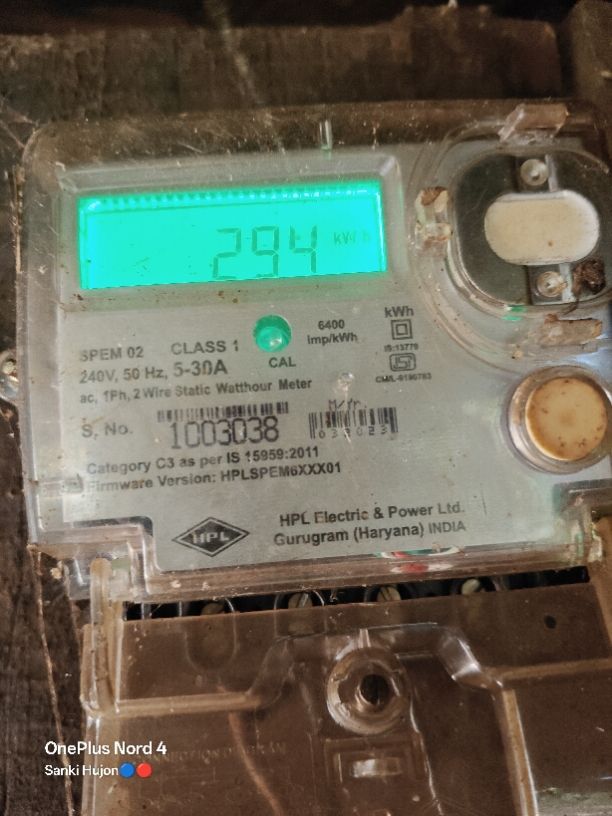 294 kWh
SPEM 02 CLASS 1
240V, 50 Hz, 5-30A
ac, 1Ph, 2 Wire Static Watthour Meter
CAL
6400
imp/kWh
kWh
IS:13779
S. No. 1003038
M/Yr.
Category C3 as per IS 15959:2011
Firmware Version: HPLSPEM6XXX01
HPL
HPL Electric & Power Ltd.
Gurugram (Haryana) INDIA
OnePlus Nord 4
Sanki Hujon🔵🔴